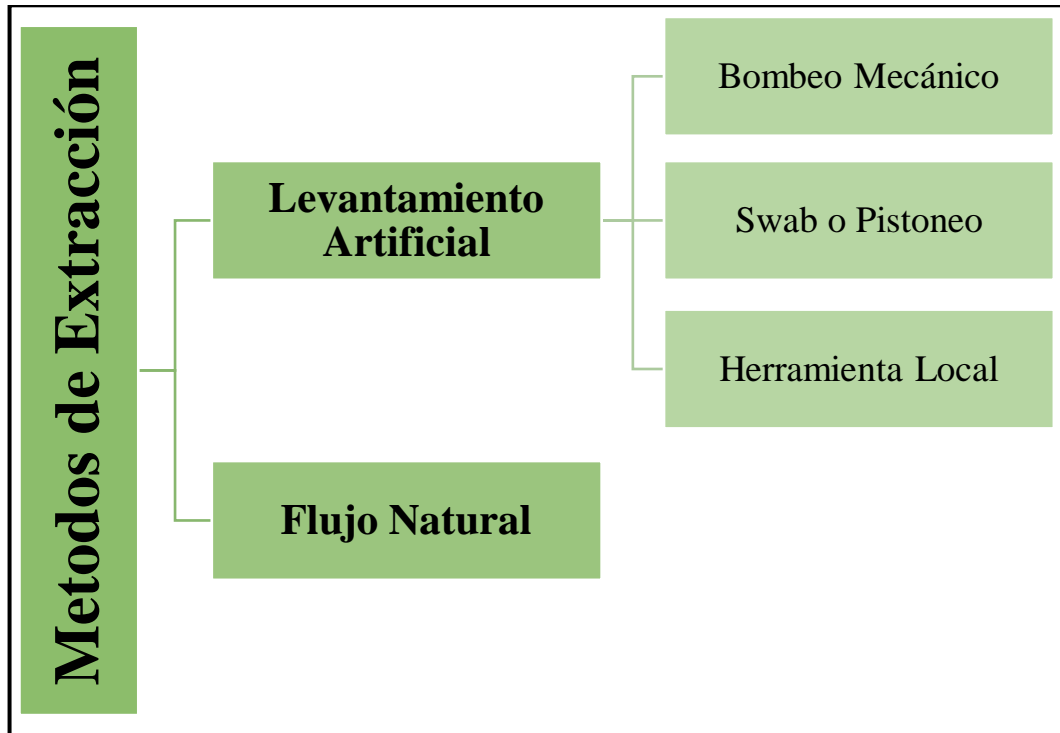 Metodos de Extracción
Levantamiento
Artificial
Bombeo Mecánico
Swab o Pistoneo
Herramienta Local
Flujo Natural